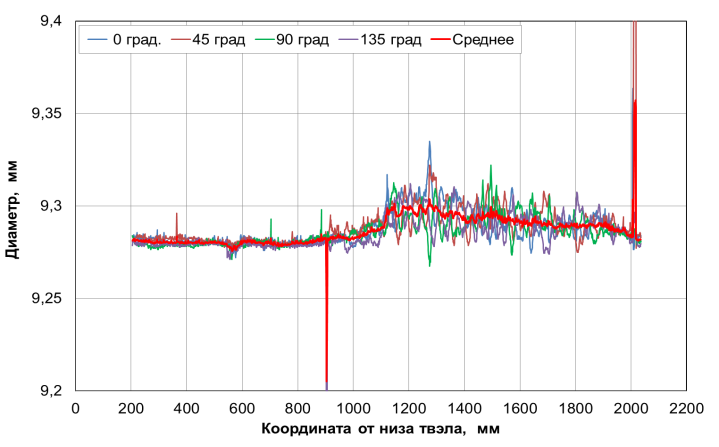 9,4
0 град. 45 град 90 град 135 град Среднее
9,35
9,3
9,25
9,2
Диаметр, мм
0 200 400 600 800 1000 1200 1400 1600 1800 2000 2200
Координата от низа твэла, мм